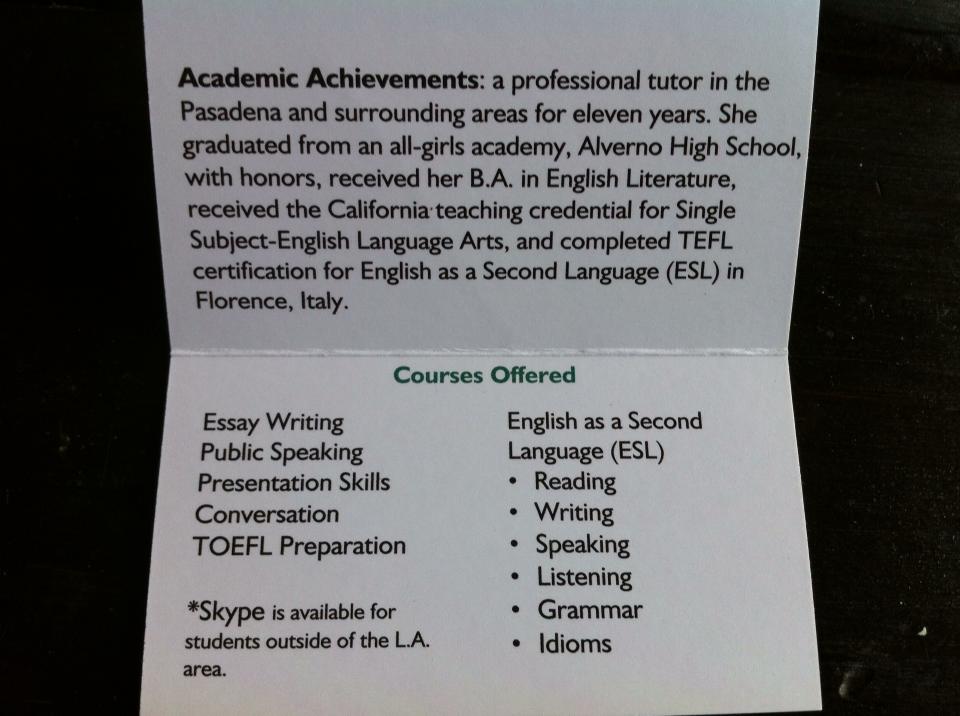 Academic Achievements: a professional tutor in the
Pasadena and surrounding areas for eleven years. She
graduated from an all-girls academy, Alverno High School,
with honors, received her B.A. in English Literature,
received the California teaching credential for Single
Subject-English Language Arts, and completed TEFL
certification for English as a Second Language (ESL) in
Florence, Italy.
Courses Offered
Essay Writing
Public Speaking
Presentation Skills
Conversation
TOEFL Preparation
*Skype is available for
students outside of the L.A.
area.
English as a Second
Language (ESL)
• Reading
• Writing
• Speaking
• Listening
• Grammar
• Idioms